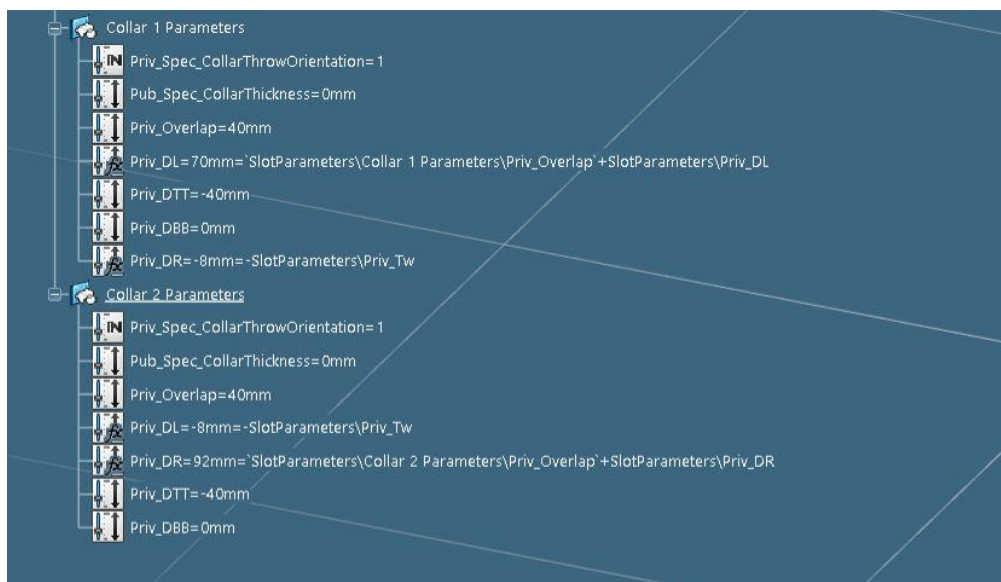 Collar 1 Parameters
Priv_Spec_CollarThrowOrientation=1
Pub_Spec_CollarThickness=0mm
Priv_Overlap=40mm
Priv_DL=70mm=`SlotParameters\Collar 1 Parameters\Priv_Overlap`+SlotParameters\Priv_DL
Priv_DTT=-40mm
Priv_DBB=0mm
Priv_DR=-8mm=-SlotParameters\Priv_Tw
Collar 2 Parameters
Priv_Spec_CollarThrowOrientation=1
Pub_Spec_CollarThickness=0mm
Priv_Overlap=40mm
Priv_DL=-8mm=-SlotParameters\Priv_Tw
Priv_DR=92mm=`SlotParameters\Collar 2 Parameters\Priv_Overlap`+SlotParameters\Priv_DR
Priv_DTT=-40mm
Priv_DBB=0mm